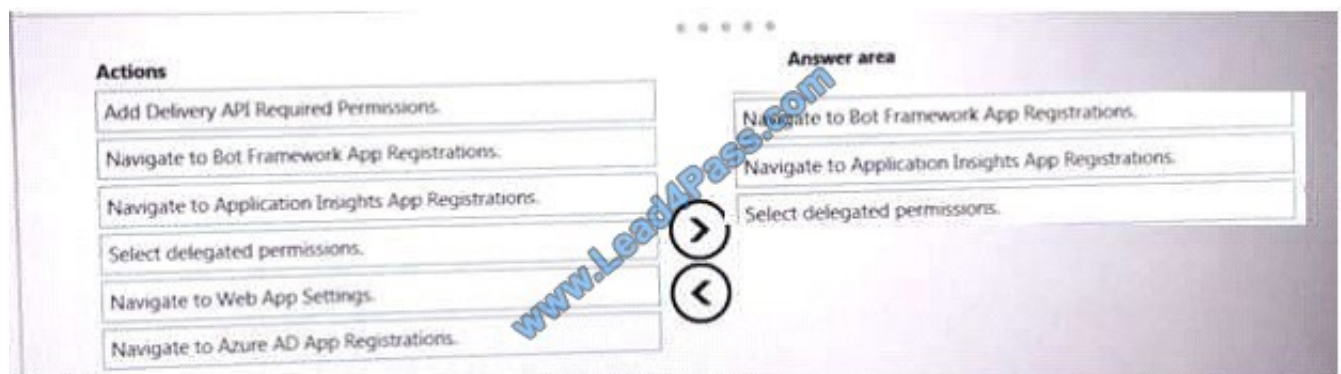 Actions
Add Delivery API Required Permissions.
Navigate to Bot Framework App Registrations.
Navigate to Application Insights App Registrations.
Select delegated permissions.
Navigate to Web App Settings.
Navigate to Azure AD App Registrations.
Answer area
Navigate to Bot Framework App Registrations.
Navigate to Application Insights App Registrations.
Select delegated permissions.
www.Lead4Pass.com